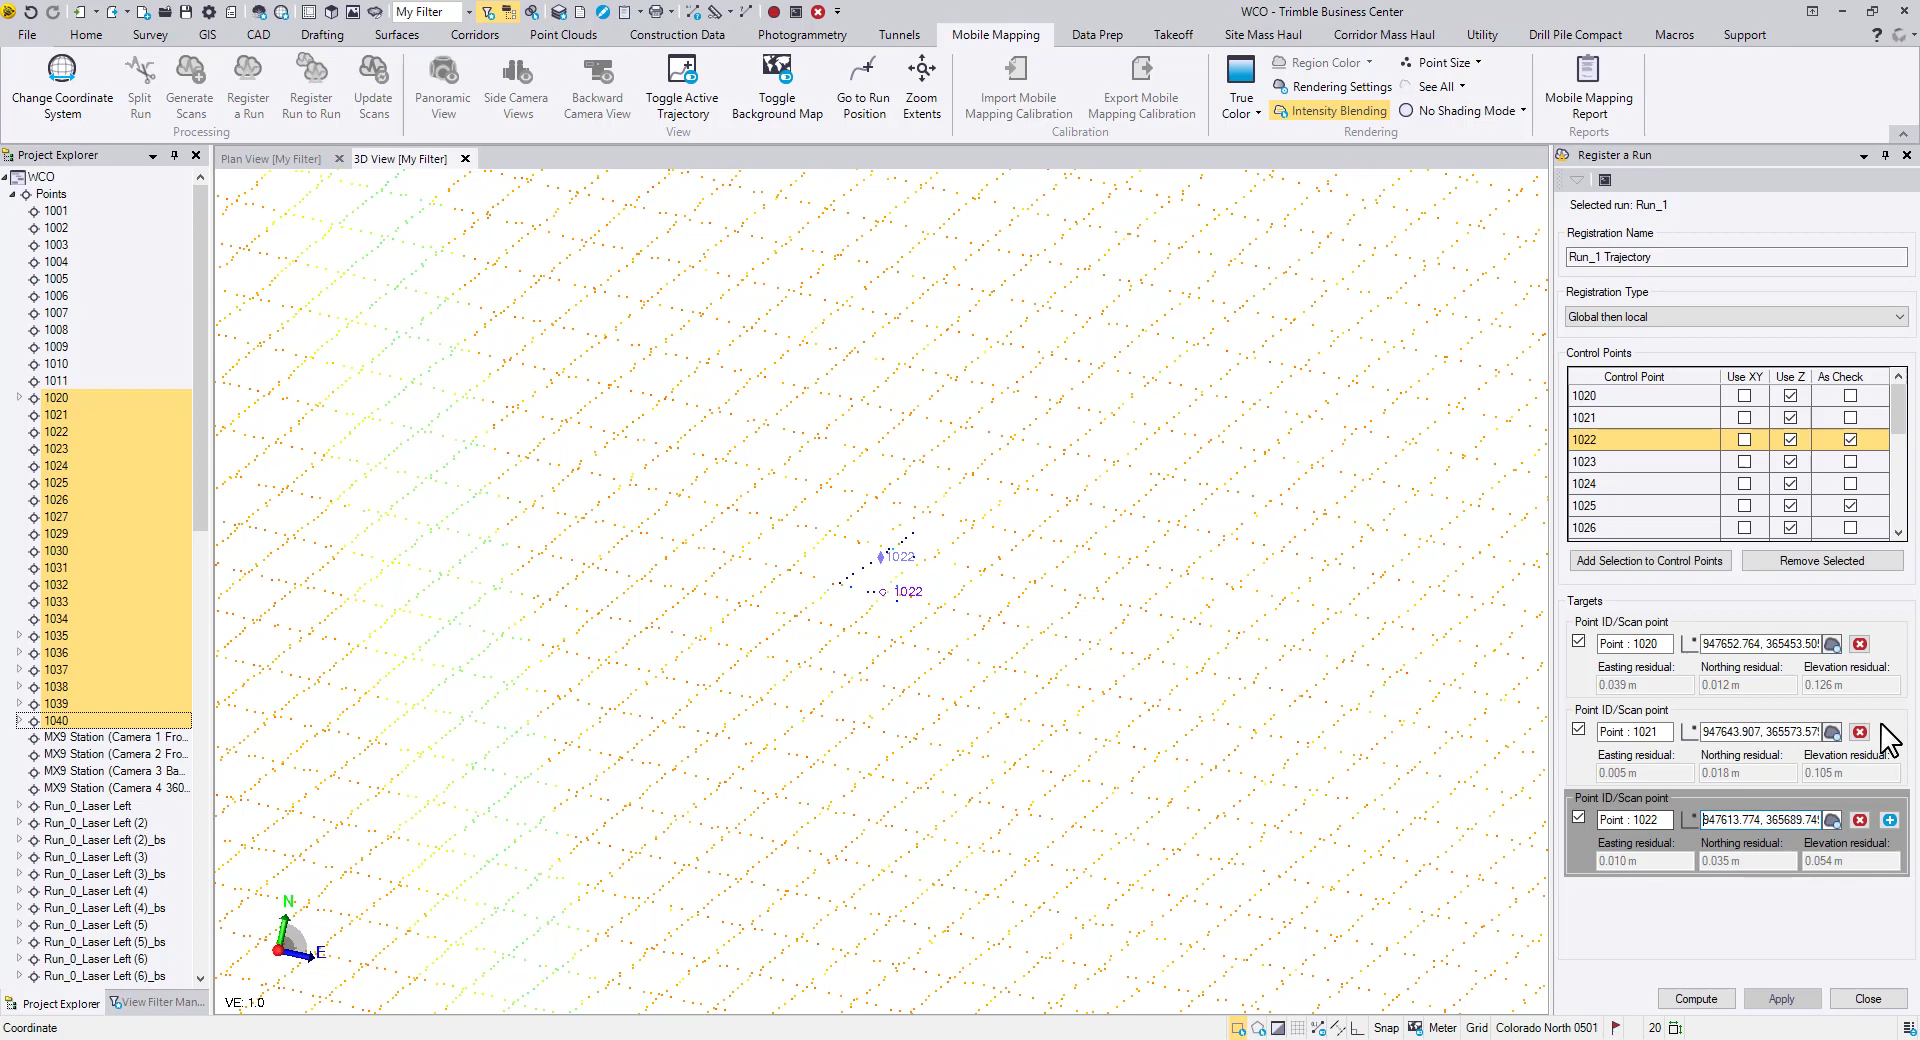 My Filter
WCO - Trimble Business Center
File Home Survey GIS CAD Drafting Surfaces Corridors Point Clouds Construction Data Photogrammetry Tunnels Mobile Mapping Data Prep Takeoff Site Mass Haul Corridor Mass Haul Utility Drill Pile Compact Macros Support
Change Coordinate System
Split Run
Generate Scans
Register a Run
Register Run to Run
Update Scans
Processing
Panoramic View
Side Camera Views
Backward Camera View
Toggle Active Trajectory
Toggle Background Map
Go to Run Position
Zoom Extents
View
Import Mobile Mapping Calibration
Export Mobile Mapping Calibration
Calibration
True Color
Region Color
Rendering Settings
Intensity Blending
Point Size
See All
No Shading Mode
Rendering
Mobile Mapping Report
Reports
Project Explorer
WCO
Points
1001
1002
1003
1004
1005
1006
1007
1008
1009
1010
1011
1020
1021
1022
1023
1024
1025
1026
1027
1029
1030
1031
1032
1033
1034
1035
1036
1037
1038
1039
1040
MX9 Station (Camera 1 Fro...
MX9 Station (Camera 2 Fro...
MX9 Station (Camera 3 Ba...
MX9 Station (Camera 4 360...
Run_0_Laser Left
Run_0_Laser Left (2)
Run_0_Laser Left (2)_bs
Run_0_Laser Left (3)
Run_0_Laser Left (3)_bs
Run_0_Laser Left (4)
Run_0_Laser Left (4)_bs
Run_0_Laser Left (5)
Run_0_Laser Left (5)_bs
Run_0_Laser Left (6)
Run_0_Laser Left (6)_bs
Project Explorer
View Filter Man...
Coordinate
Plan View [My Filter]
3D View [My Filter]
1022
1022
N
E
VE: 1.0
Register a Run
Selected run: Run_1
Registration Name
Run_1 Trajectory
Registration Type
Global then local
Control Points
Control Point Use XY Use Z As Check
1020
1021
1022
1023
1024
1025
1026
Add Selection to Control Points
Remove Selected
Targets
Point ID/Scan point
Point : 1020 947652.764, 365453.50
Easting residual: Northing residual: Elevation residual:
0.039 m 0.012 m 0.126 m
Point ID/Scan point
Point : 1021 947643.907, 365573.57
Easting residual: Northing residual: Elevation residual:
0.005 m 0.018 m 0.105 m
Point ID/Scan point
Point : 1022 947613.774, 365689.74
Easting residual: Northing residual: Elevation residual:
0.010 m 0.035 m 0.054 m
Compute Apply Close
Snap Meter Grid Colorado North 0501 20